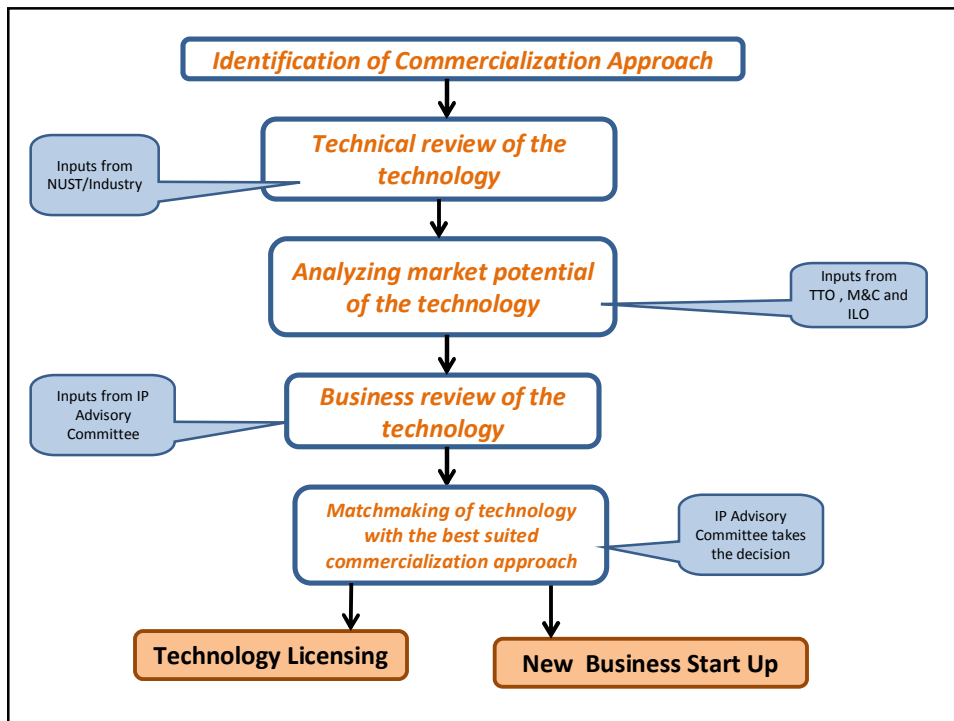 Identification of Commercialization Approach
Technical review of the
technology
Inputs from
NUST/Industry
Analyzing market potential
of the technology
Inputs from
TTO , M&C and
ILO
Business review of the
technology
Inputs from IP
Advisory
Committee
Matchmaking of technology
with the best suited
commercialization approach
IP Advisory
Committee takes
the decision
Technology Licensing
New Business Start Up